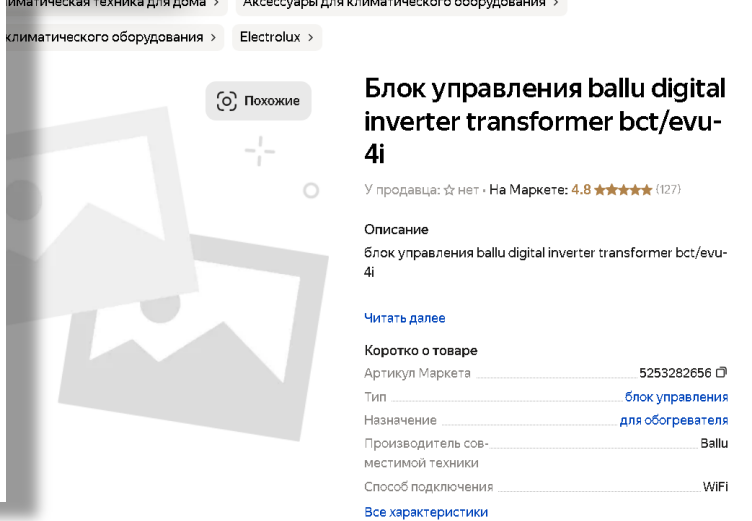 климатическая техника для дома > Аксессуары для климатического оборудования >
климатического оборудования > Electrolux >
Похожие
Блок управления ballu digital
inverter transformer bct/evu-
4i
У продавца: ☆ нет • На Маркете: 4.8 ★★★★★ (127)
Описание
блок управления ballu digital inverter transformer bct/evu-
4i
Читать далее
Коротко о товаре
Артикул Маркета 5253282656
Тип блок управления
Назначение для обогревателя
Производитель сов- Ballu
местимой техники
Способ подключения WiFi
Все характеристики